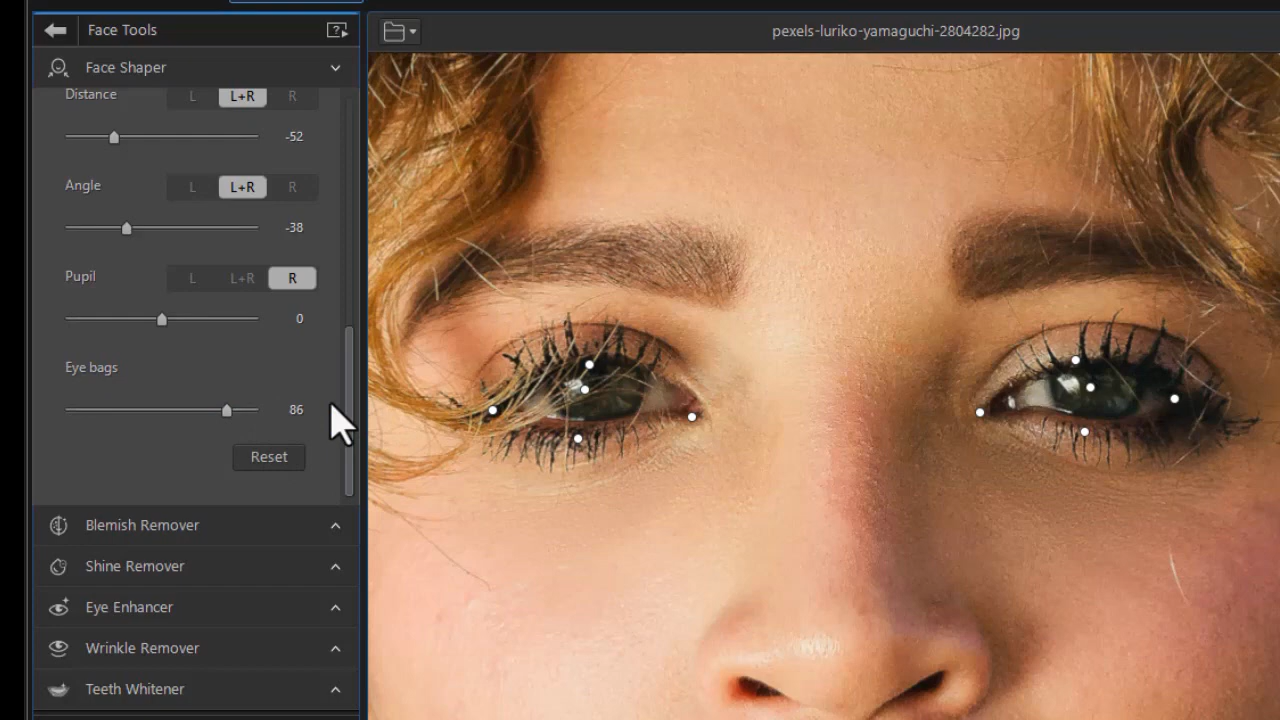 Face Tools
pexels-luriko-yamaguchi-2804282.jpg
Face Shaper
Distance L L+R R
-52
Angle L L+R R
-38
Pupil L L+R R
0
Eye bags
86
Reset
Blemish Remover
Shine Remover
Eye Enhancer
Wrinkle Remover
Teeth Whitener